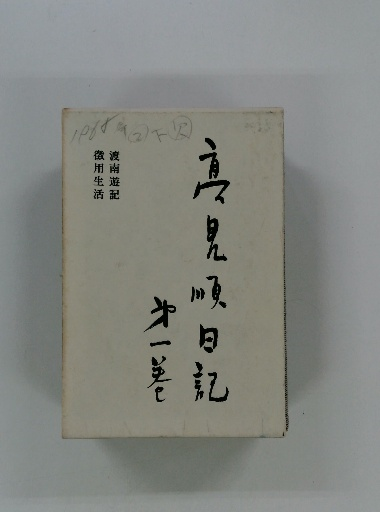 高見順日記
第一巻
渡南遊記
徴用生活